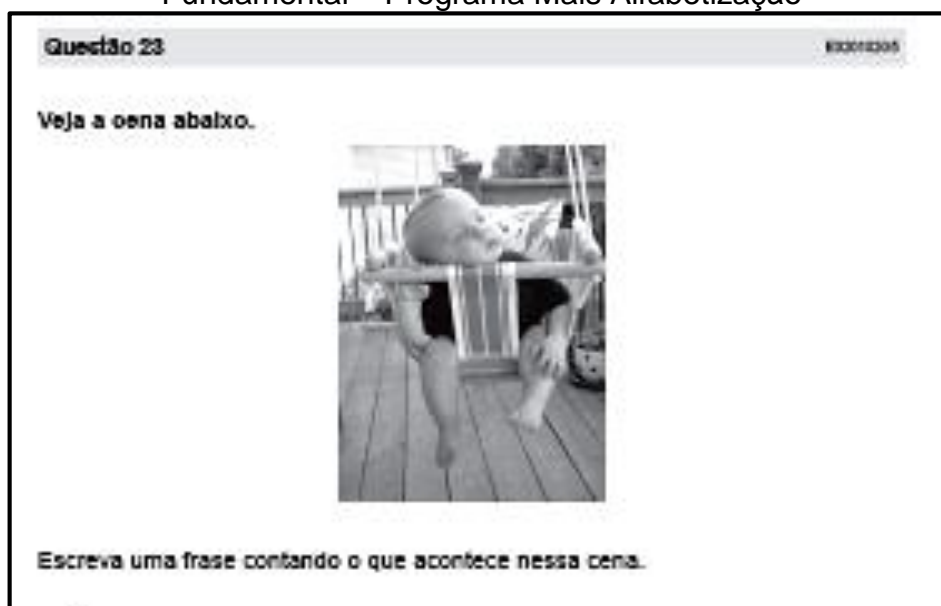 Fundamental – Programa Mais Alfabetização
Questão 23
Veja a cena abaixo.
Escreva uma frase contando o que acontece nessa cena.